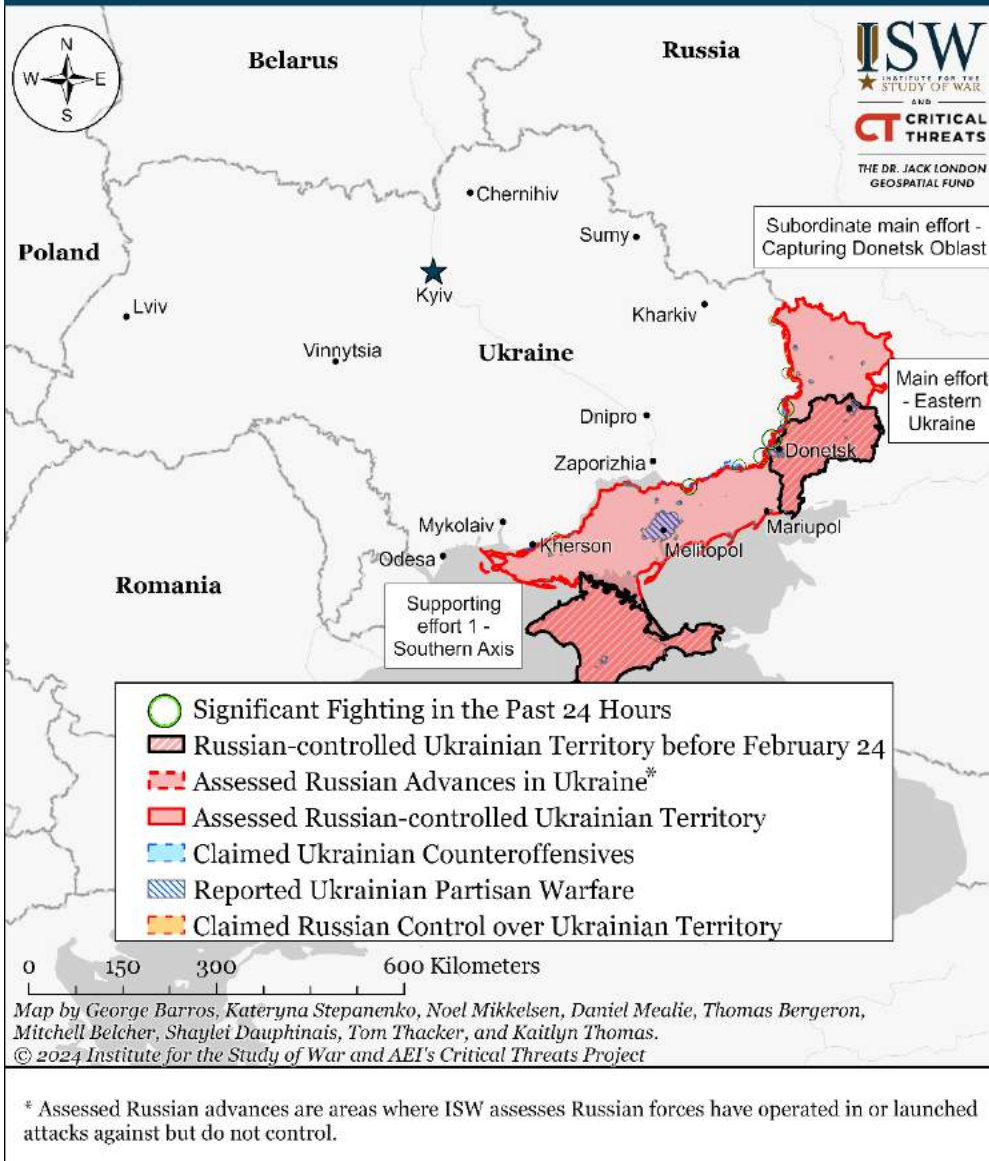 N
W
E
S
Belarus
Russia
ISW
INSTITUTE FOR THE
STUDY OF WAR
AND
CT CRITICAL
THREATS
THE DR. JACK LONDON
GEOSPATIAL FUND
Chernihiv
Subordinate main effort -
Capturing Donetsk Oblast
Poland
Sumy
Kyiv
Lviv
Kharkiv
Vinnytsia
Ukraine
Main effort
- Eastern
Ukraine
Dnipro
Donetsk
Zaporizhia
Mariupol
Mykolaiv
Kherson
Melitopol
Odesa
Romania
Supporting
effort 1 -
Southern Axis
Significant Fighting in the Past 24 Hours
Russian-controlled Ukrainian Territory before February 24
Assessed Russian Advances in Ukraine*
Assessed Russian-controlled Ukrainian Territory
Claimed Ukrainian Counteroffensives
Reported Ukrainian Partisan Warfare
Claimed Russian Control over Ukrainian Territory
0 150 300 600 Kilometers
Map by George Barros, Kateryna Stepanenko, Noel Mikkelsen, Daniel Mealie, Thomas Bergeron,
Mitchell Belcher, Shaylei Dauphinais, Tom Thacker, and Kaitlyn Thomas.
© 2024 Institute for the Study of War and AEI's Critical Threats Project
* Assessed Russian advances are areas where ISW assesses Russian forces have operated in or launched
attacks against but do not control.